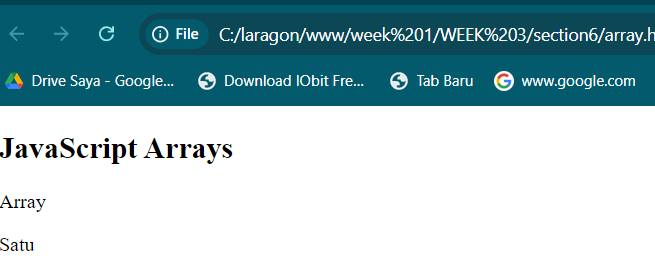 File C:/laragon/www/week%201/WEEK%203/section6/array.h
Drive Saya - Google... Download IObit Fre... Tab Baru www.google.com
JavaScript Arrays
Array
Satu